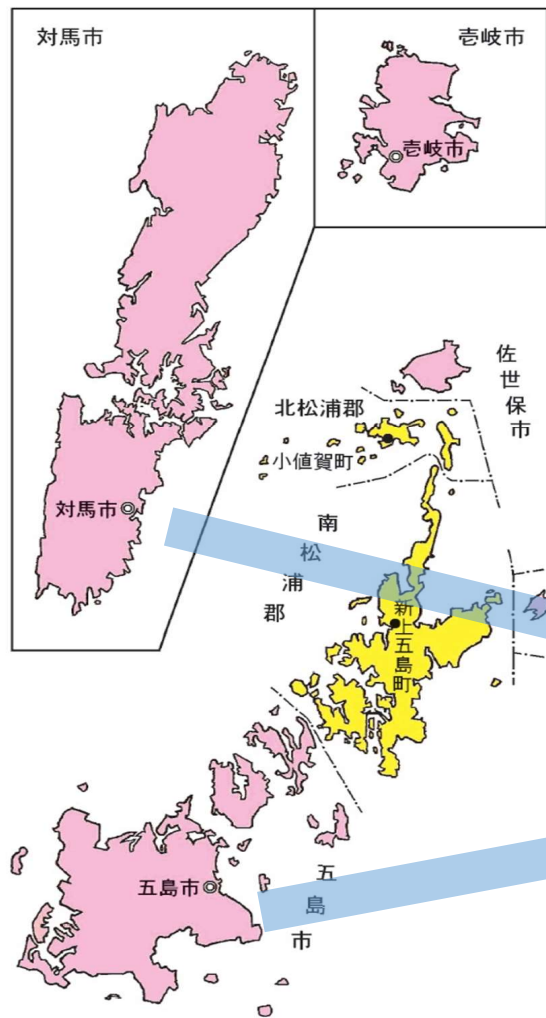 対馬市
壱岐市
壱岐市
佐世保市
北松浦郡
小値賀町
対馬市
南松浦郡
新上五島町
五島市
五島市